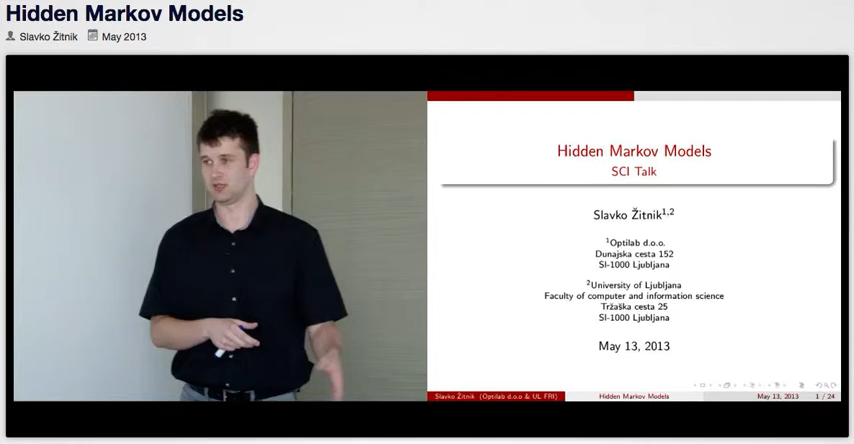 Hidden Markov Models
Slavko Žitnik May 2013
Hidden Markov Models
SCI Talk
Slavko Žitnik1,2
1Optilab d.o.o.
Dunajska cesta 152
SI-1000 Ljubljana
2University of Ljubljana
Faculty of computer and information science
Tržaška cesta 25
SI-1000 Ljubljana
May 13, 2013
Slavko Žitnik (Optilab d.o.o & UL FRI) Hidden Markov Models May 13, 2013 1 / 24